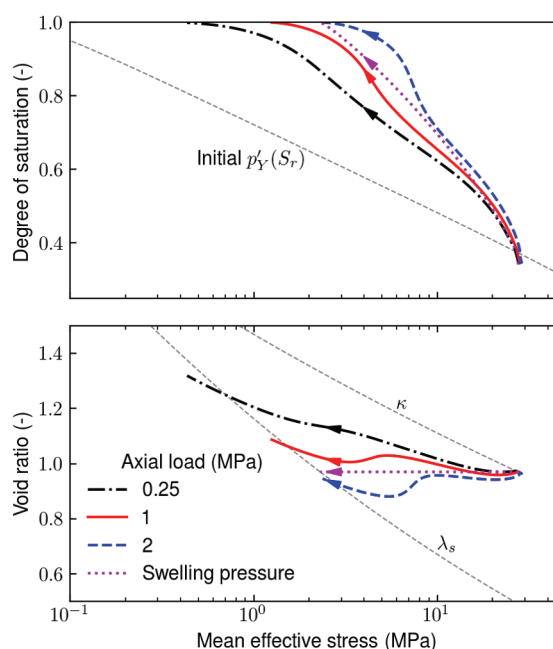 1.0
0.8
0.6
0.4
Degree of saturation (-)
Initial p′_Y(S_r)
1.4
1.2
1.0
0.8
0.6
Void ratio (-)
κ
λ_s
Axial load (MPa)
0.25
1
2
Swelling pressure
10^{-1}
10^0
10^1
Mean effective stress (MPa)